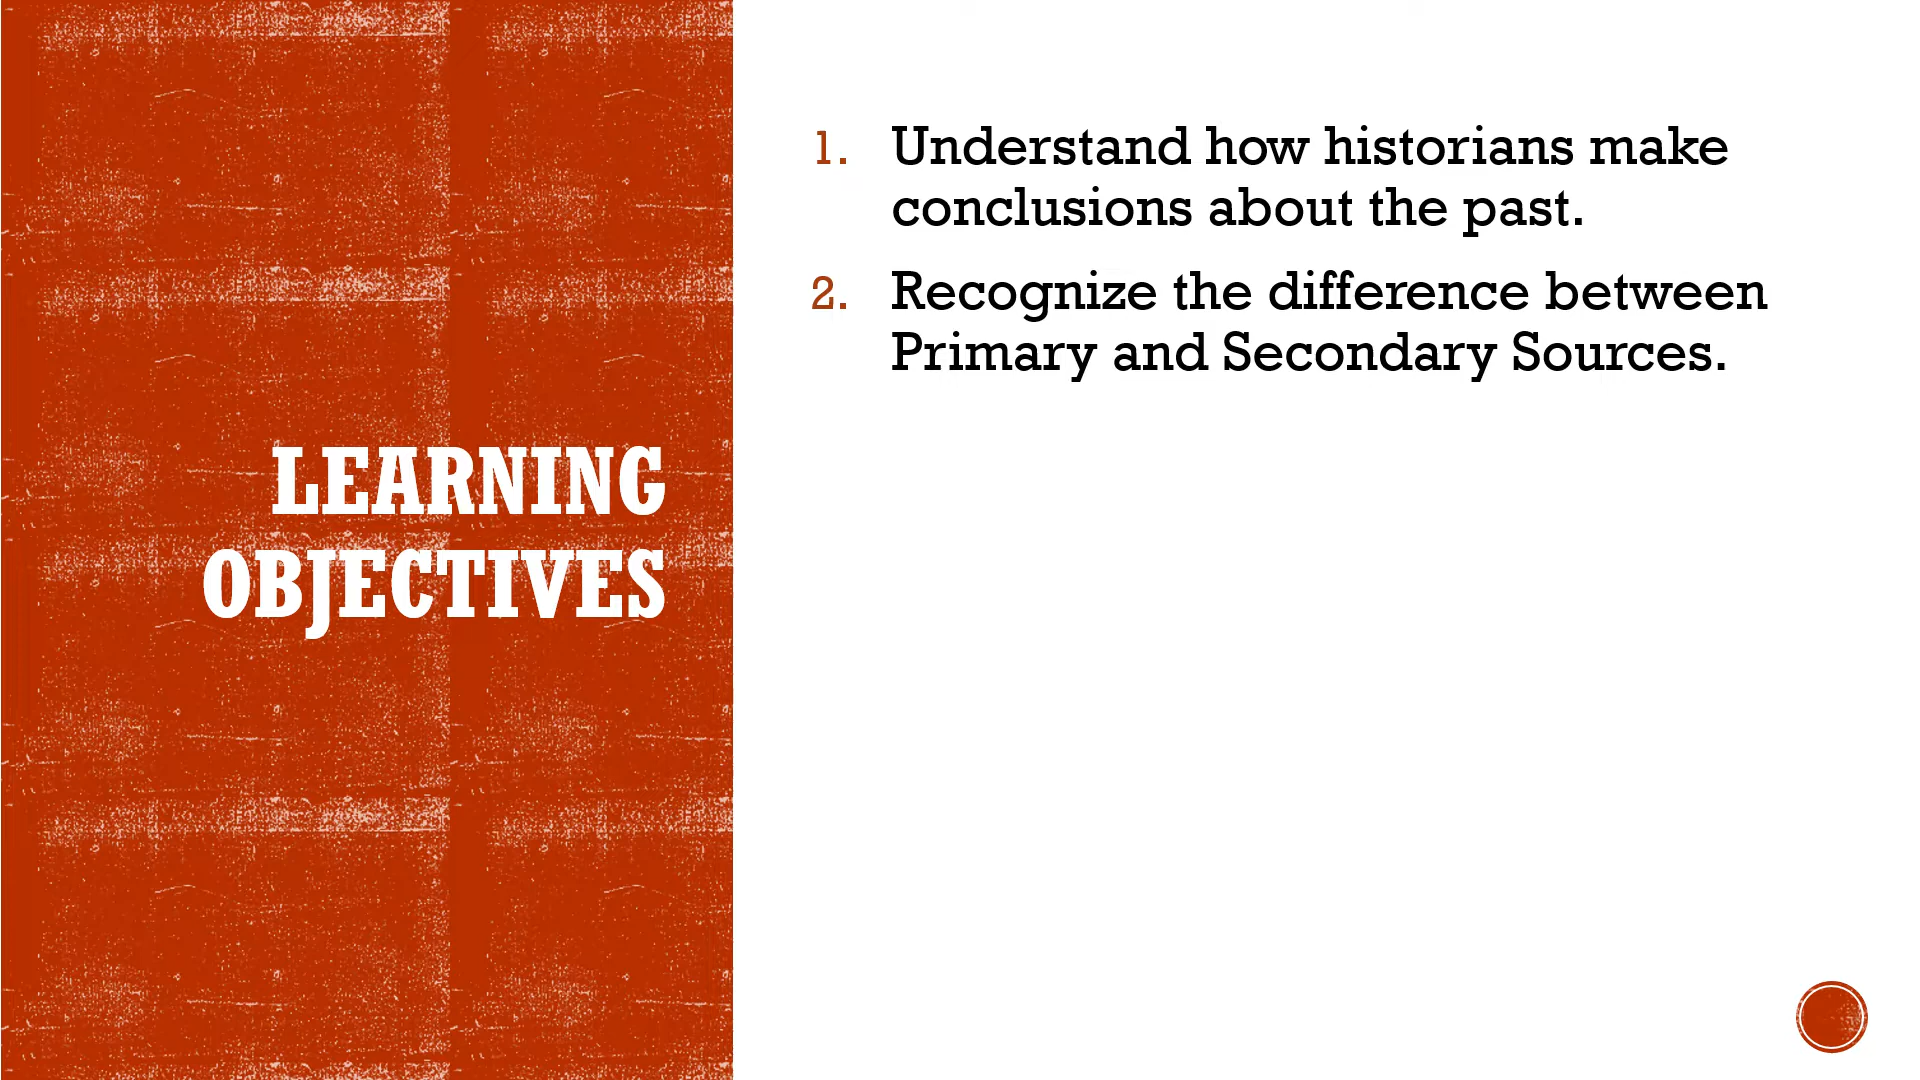 LEARNING
OBJECTIVES
1. Understand how historians make
conclusions about the past.
2. Recognize the difference between
Primary and Secondary Sources.